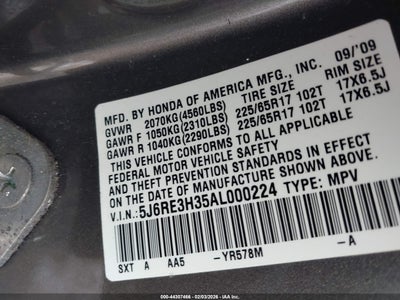 MFD. BY HONDA OF AMERICA MFG., INC. 09/'09
GVWR 2070KG(4560LBS) TIRE SIZE RIM SIZE
GAWR F 1050KG(2310LBS) 225/65R17 102T 17X6.5J
GAWR R 1040KG(2290LBS) 225/65R17 102T 17X6.5J
THIS VEHICLE CONFORMS TO ALL APPLICABLE
FEDERAL MOTOR VEHICLE SAFETY
AND THEFT PREVENTION STANDARDS IN EFFECT
ON THE DATE OF MANUFACTURE SHOWN ABOVE.
V.I.N: 5J6RE3H35AL000224 TYPE: MPV
SXT A AA5 -YR578M -A
000-44307466 02/03/2026 - IAAI